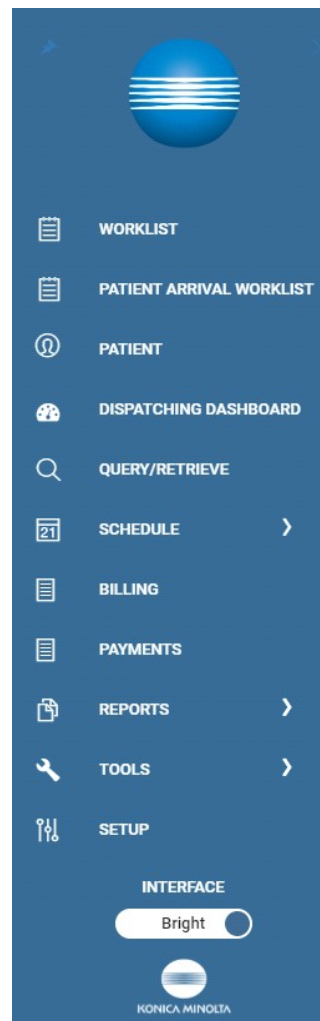 WORKLIST
PATIENT ARRIVAL WORKLIST
PATIENT
DISPATCHING DASHBOARD
QUERY/RETRIEVE
21
SCHEDULE
BILLING
PAYMENTS
REPORTS
TOOLS
SETUP
INTERFACE
Bright
KONICA MINOLTA